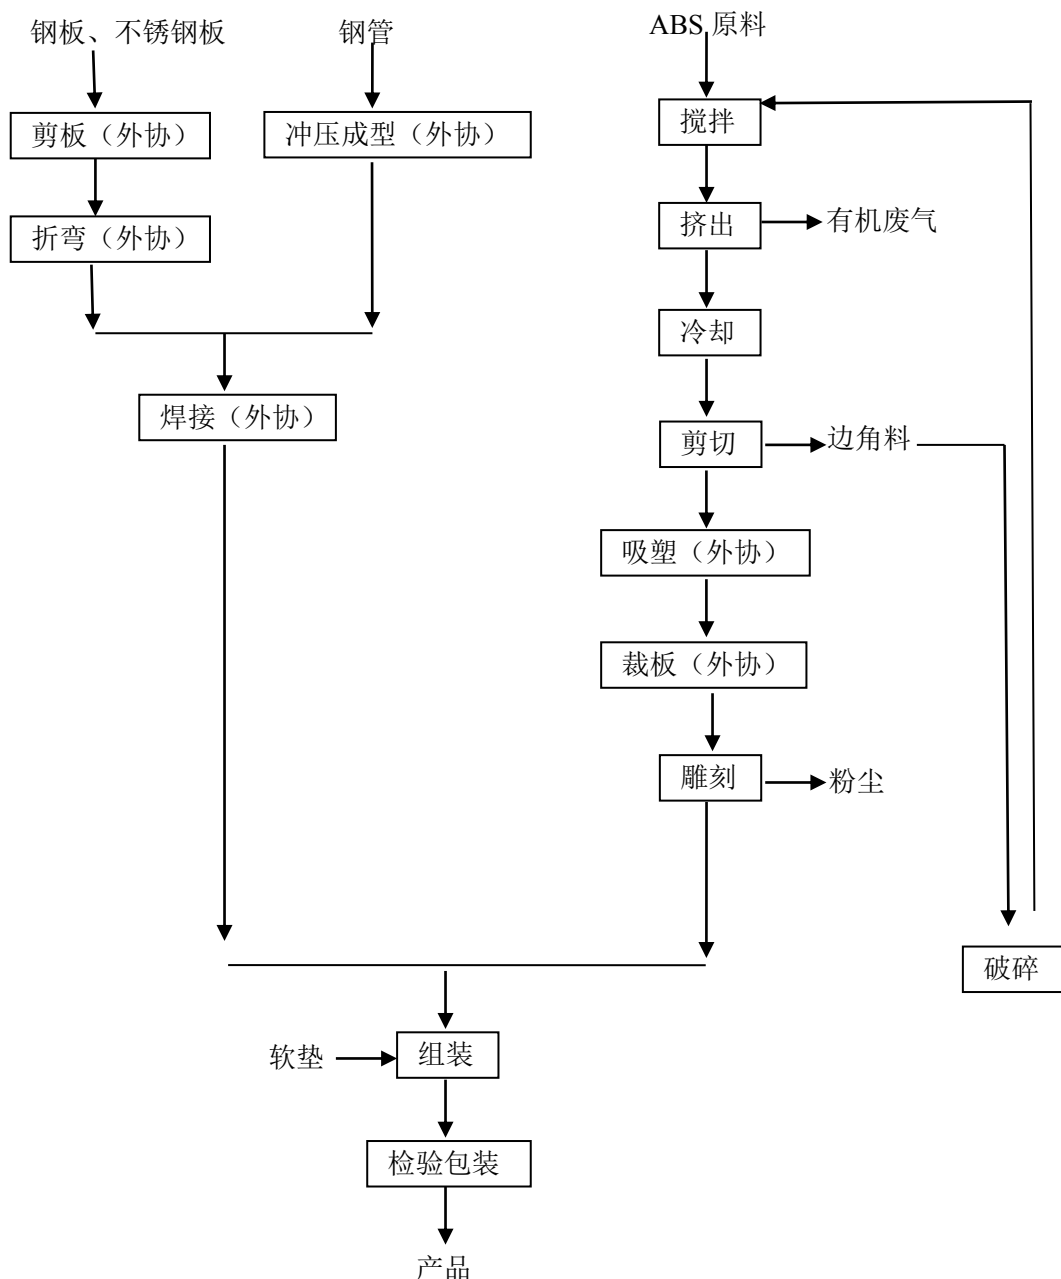 钢板、不锈钢板
钢管
ABS 原料
剪板（外协）
冲压成型（外协）
搅拌
折弯（外协）
挤出
有机废气
冷却
焊接（外协）
剪切
边角料
吸塑（外协）
裁板（外协）
雕刻
粉尘
破碎
软垫
组装
检验包装
产品